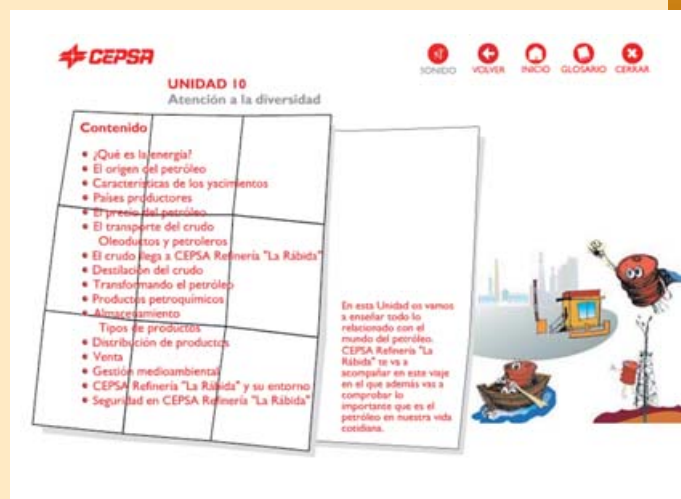 CEPSA
SONIDO VOLVER INICIO GLOSARIO CERRAR
UNIDAD 10
Atención a la diversidad
Contenido
• ¿Qué es la energía?
• El origen del petróleo
• Características de los yacimientos
• Países productores
• El precio del petróleo
• El transporte del crudo
Oleoductos y petroleros
• El crudo llega a CEPSA Refinería "La Rábida"
• Destilación del crudo
• Transformando el petróleo
• Productos petroquímicos
• Almacenamiento
Tipos de productos
• Distribución de productos
• Venta
• Gestión medioambiental
• CEPSA Refinería "La Rábida" y su entorno
• Seguridad en CEPSA Refinería "La Rábida"
En esta Unidad os vamos
a enseñar todo lo
relacionado con el
mundo del petróleo.
CEPSA Refinería "La
Rábida" te va a
acompañar en este viaje
en el que además vas a
comprobar lo
importante que es el
petróleo en nuestra vida
cotidiana.